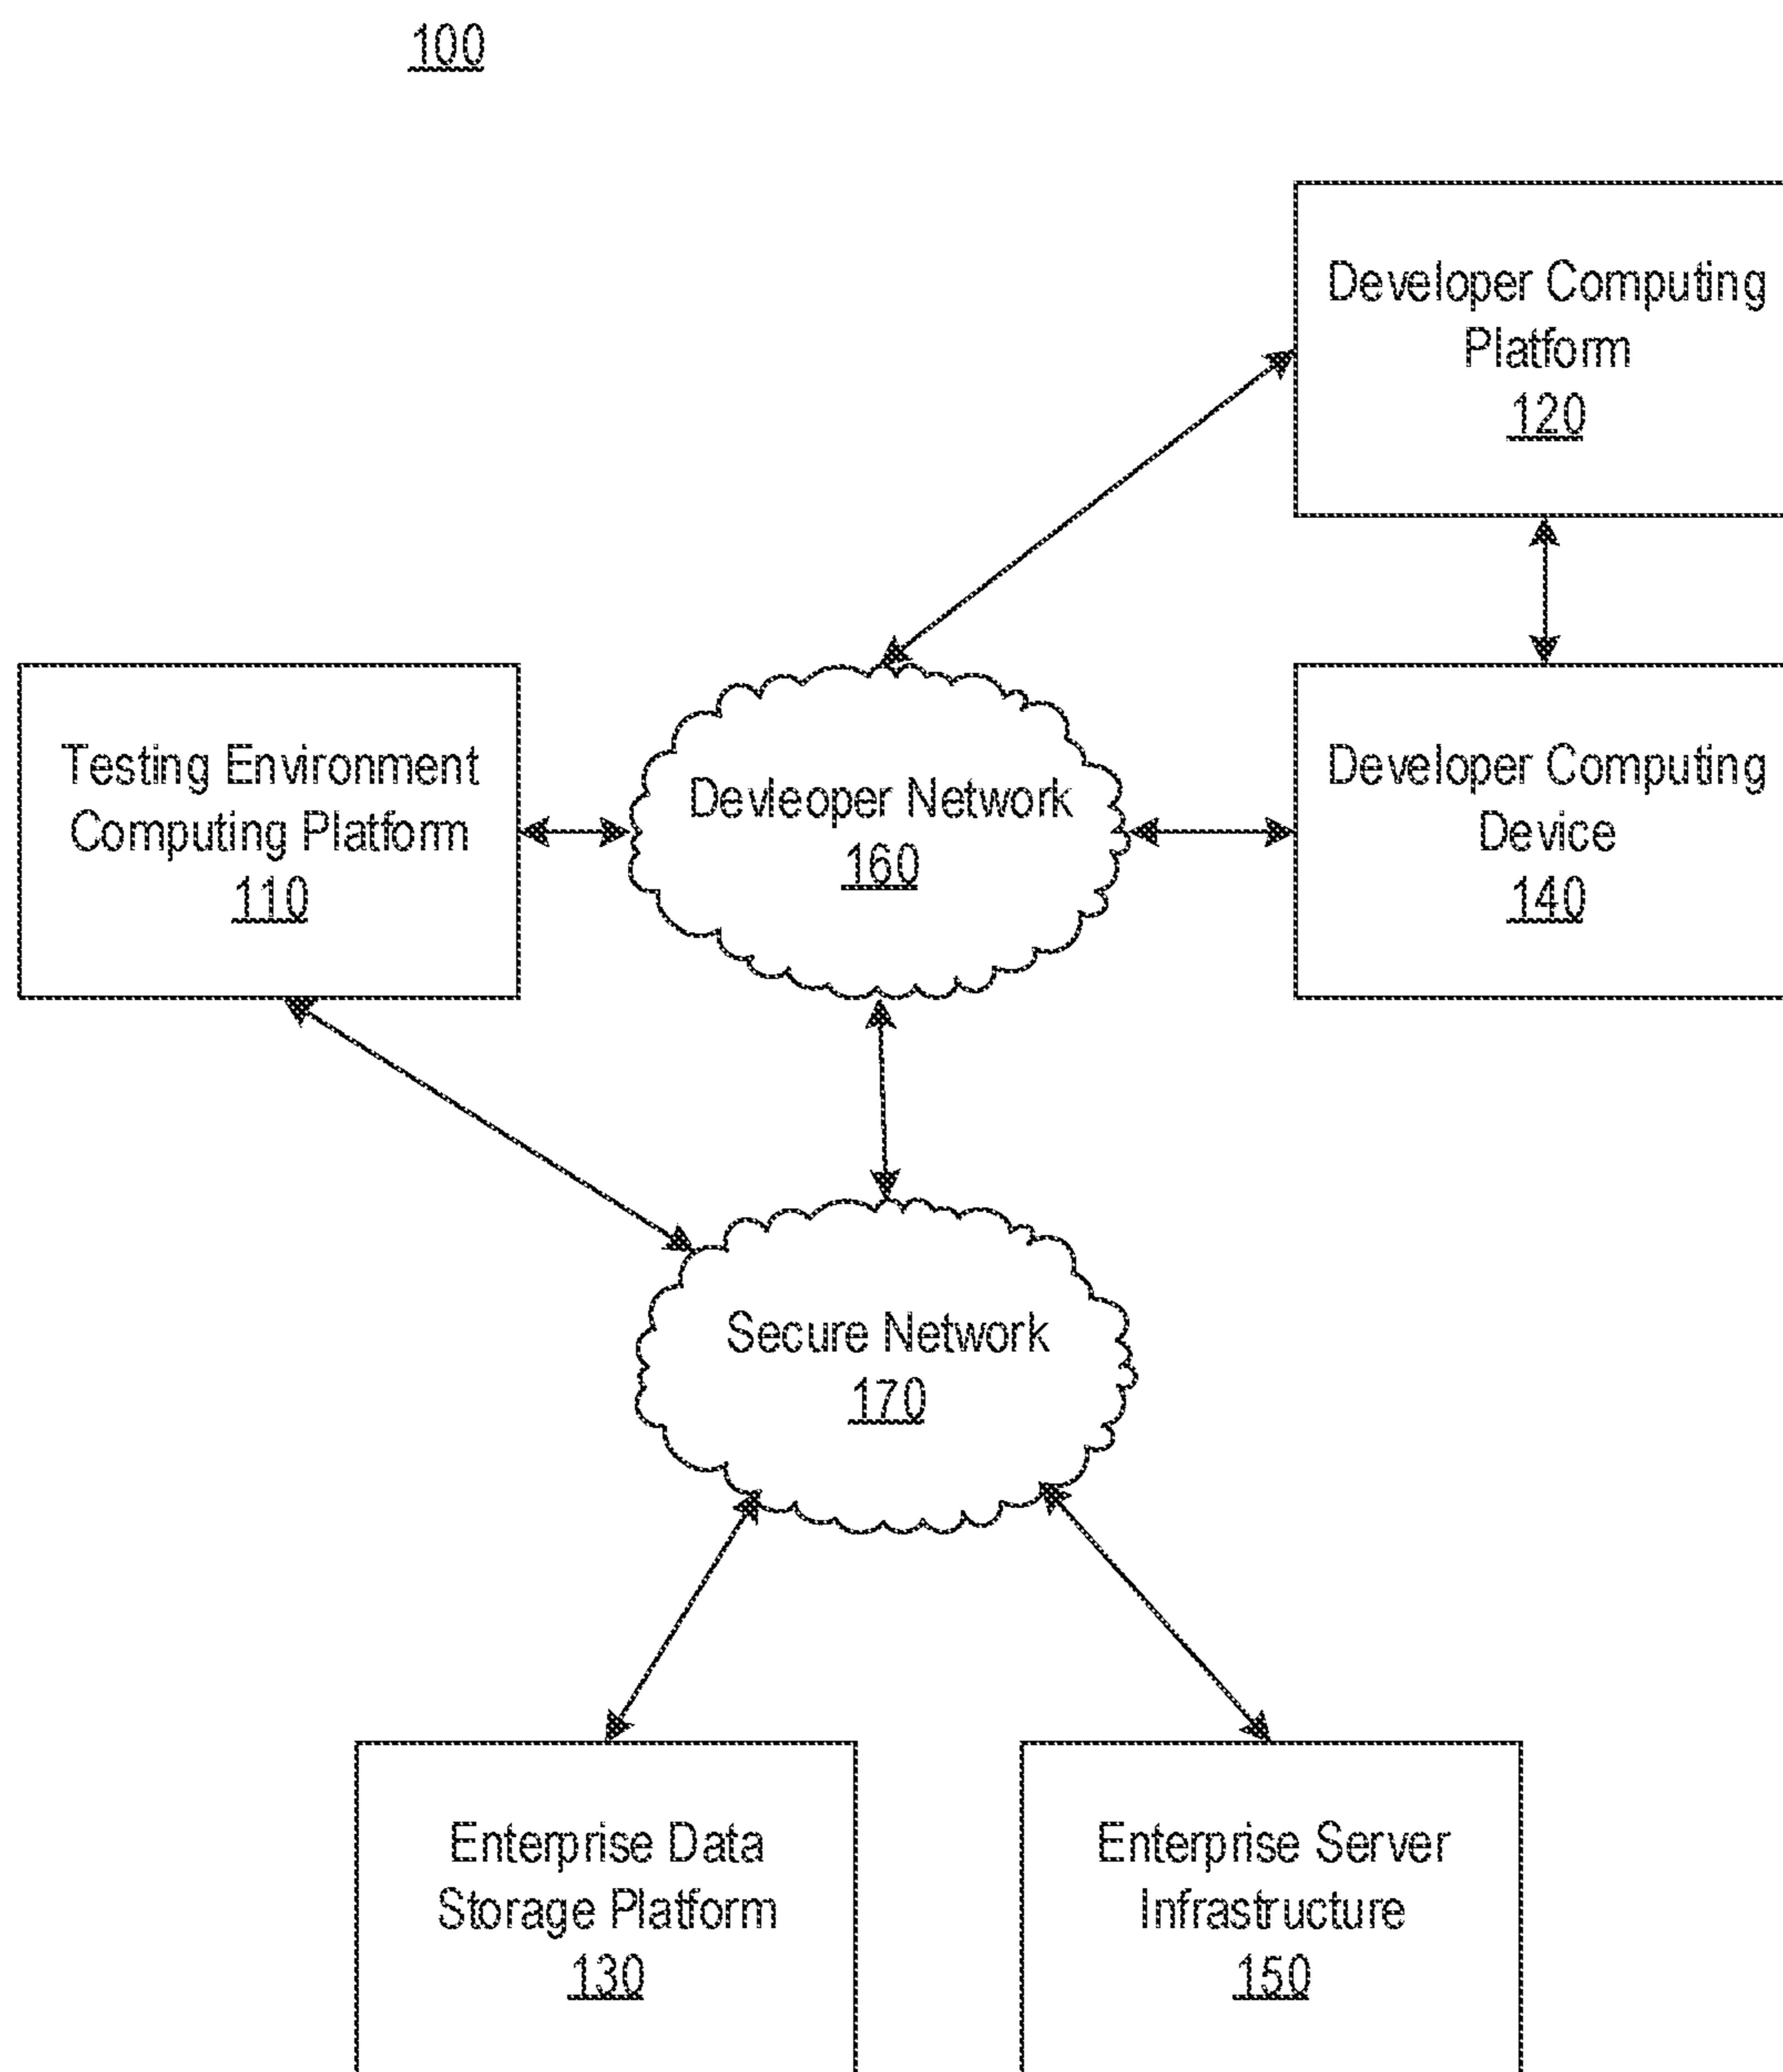 100
Developer Computing
Platform
120
Testing Environment
Computing Platform
110
Devleoper Network
160
Developer Computing
Device
140
Secure Network
170
Enterprise Data
Storage Platform
130
Enterprise Server
Infrastructure
150